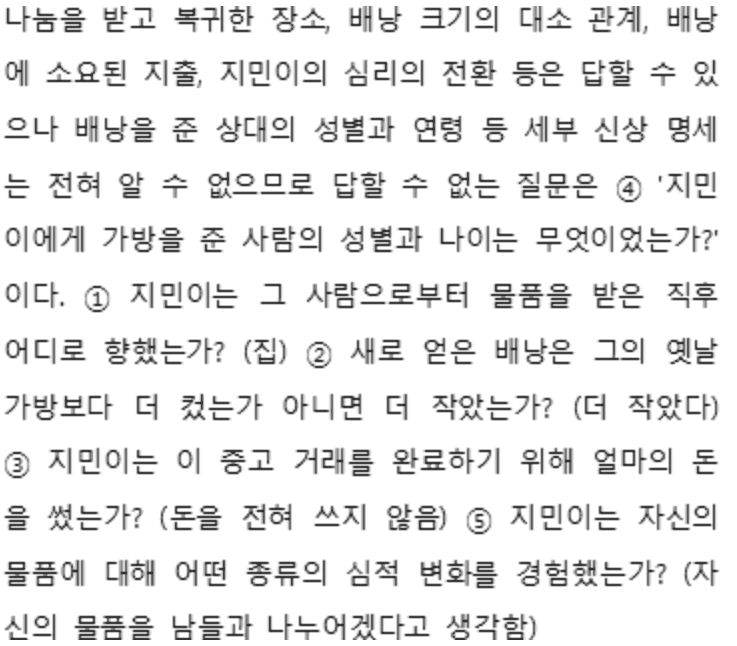 나눔을 받고 복귀한 장소, 배낭 크기의 대소 관계, 배낭
에 소요된 지출, 지민이의 심리의 전환 등은 답할 수 있
으나 배낭을 준 상대의 성별과 연령 등 세부 신상 명세
는 전혀 알 수 없으므로 답할 수 없는 질문은 ④ '지민
이에게 가방을 준 사람의 성별과 나이는 무엇이었는가?'
이다. ① 지민이는 그 사람으로부터 물품을 받은 직후
어디로 향했는가? (집) ② 새로 얻은 배낭은 그의 옛날
가방보다 더 컸는가 아니면 더 작았는가? (더 작았다)
③ 지민이는 이 중고 거래를 완료하기 위해 얼마의 돈
을 썼는가? (돈을 전혀 쓰지 않음) ⑤ 지민이는 자신의
물품에 대해 어떤 종류의 심적 변화를 경험했는가? (자
신의 물품을 남들과 나누어겠다고 생각함)